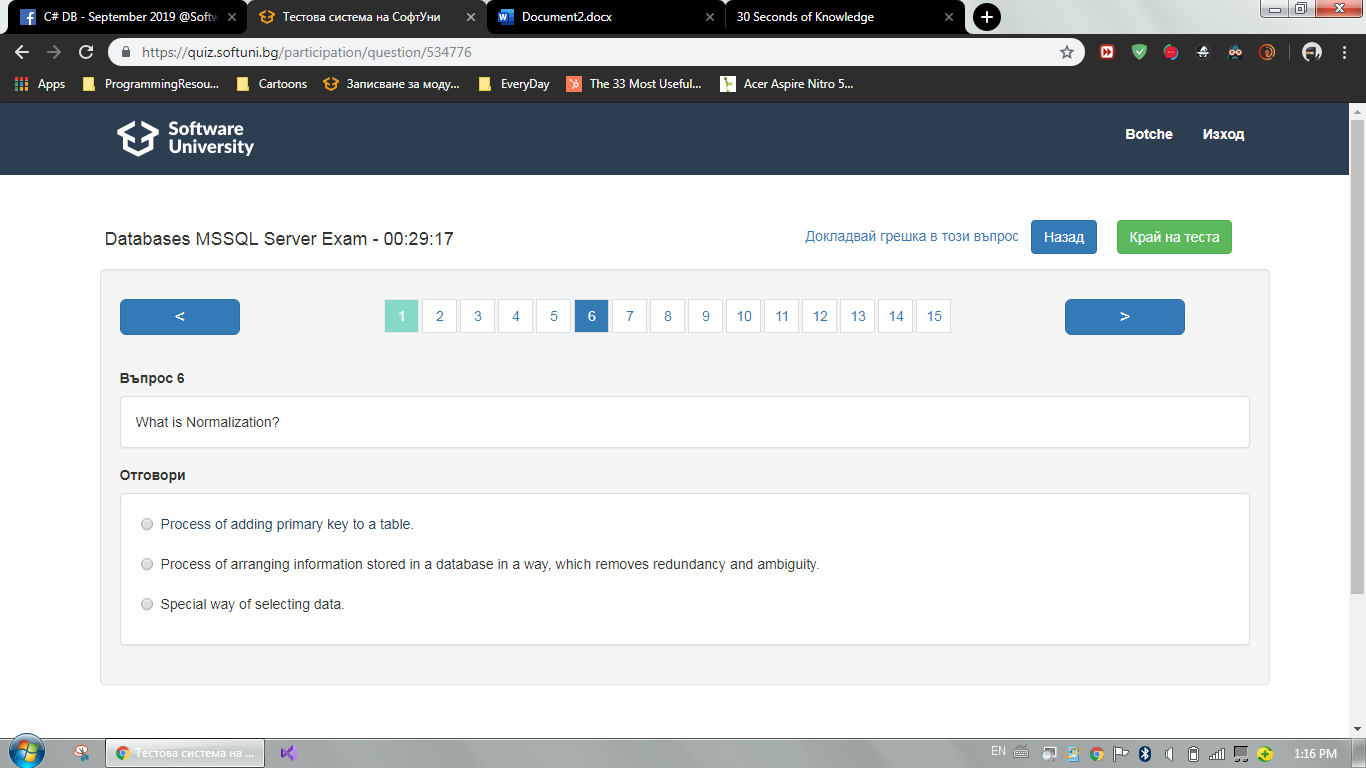 C# DB - September 2019 @Softw
Тестова система на СофтУни
Document2.docx
30 Seconds of Knowledge
https://quiz.softuni.bg/participation/question/534776
Apps
ProgrammingResou...
Cartoons
Записване за моду...
EveryDay
The 33 Most Useful...
Acer Aspire Nitro 5...
Software
University
Botche
Изход
Databases MSSQL Server Exam - 00:29:17
Докладвай грешка в този въпрос
Назад
Край на теста
<
1
2
3
4
5
6
7
8
9
10
11
12
13
14
15
>
Въпрос 6
What is Normalization?
Отговори
Process of adding primary key to a table.
Process of arranging information stored in a database in a way, which removes redundancy and ambiguity.
Special way of selecting data.
Тестова система на ...
EN
1:16 PM